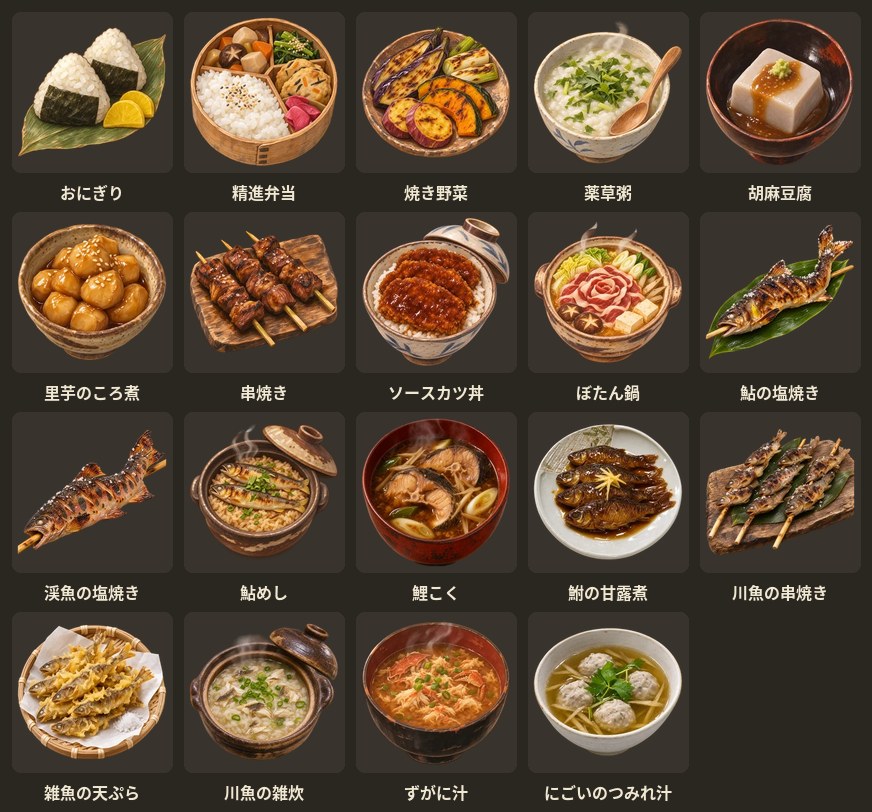 おにぎり
精進弁当
焼き野菜
薬草粥
胡麻豆腐
里芋のころ煮
串焼き
ソースカツ丼
ぼたん鍋
鮎の塩焼き
渓魚の塩焼き
鮎めし
鯉こく
鮒の甘露煮
川魚の串焼き
雑魚の天ぷら
川魚の雑炊
ずがに汁
にごいのつみれ汁